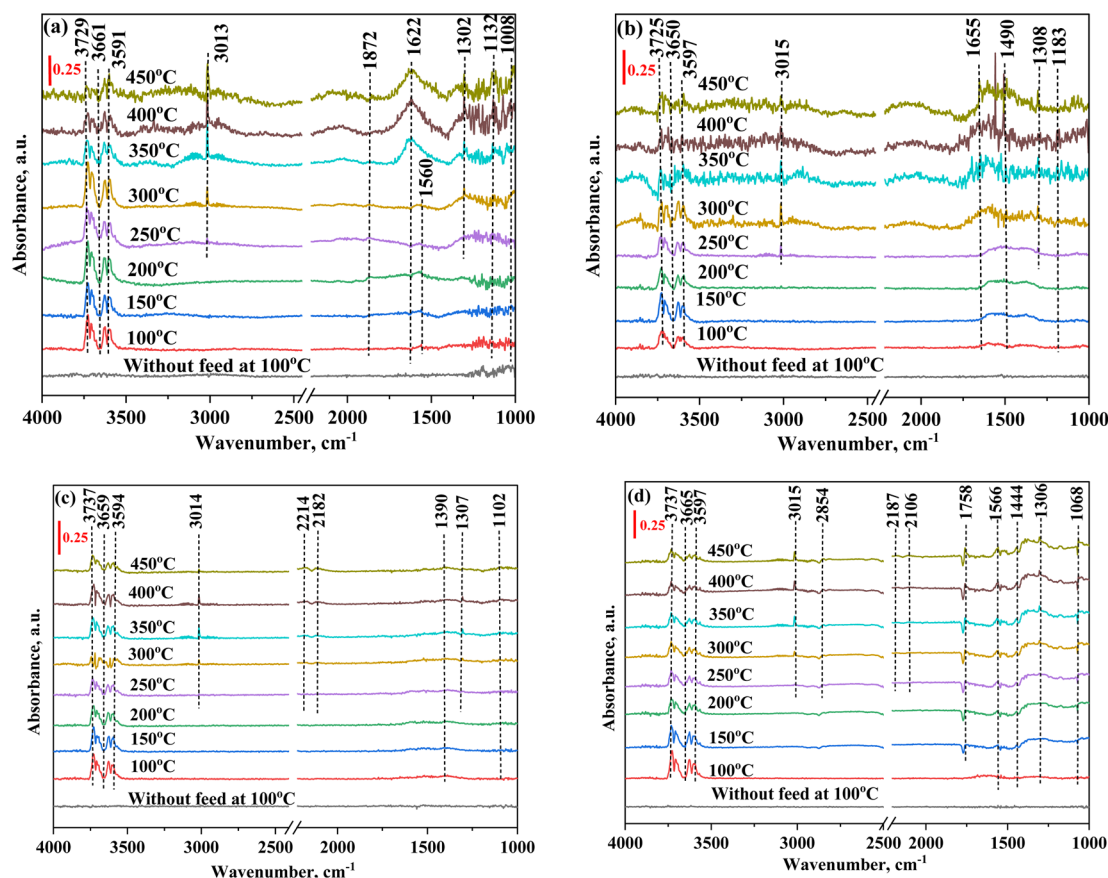 (a)
3729
3661
3591
3013
1872
1622
1302
1132
1008
0.25
450°C
400°C
350°C
1560
300°C
250°C
200°C
150°C
100°C
Without feed at 100°C
Absorbance, a.u.
4000 3500 3000 2500 2000 1500 1000
Wavenumber, cm-1
(b)
3725
3650
3597
3015
1655
1490
1308
1183
0.25
450°C
400°C
350°C
300°C
250°C
200°C
150°C
100°C
Without feed at 100°C
Absorbance, a.u.
4000 3500 3000 2500 2000 1500 1000
Wavenumber, cm-1
(c)
3737
3659
3594
3014
2214
2182
1390
1307
1102
0.25
450°C
400°C
350°C
300°C
250°C
200°C
150°C
100°C
Without feed at 100°C
Absorbance, a.u.
4000 3500 3000 2500 2000 1500 1000
Wavenumber, cm-1
(d)
3737
3665
3597
3015
2854
2187
2106
1758
1566
1444
1306
1068
0.25
450°C
400°C
350°C
300°C
250°C
200°C
150°C
100°C
Without feed at 100°C
Absorbance, a.u.
4000 3500 3000 2500 2000 1500 1000
Wavenumber, cm-1